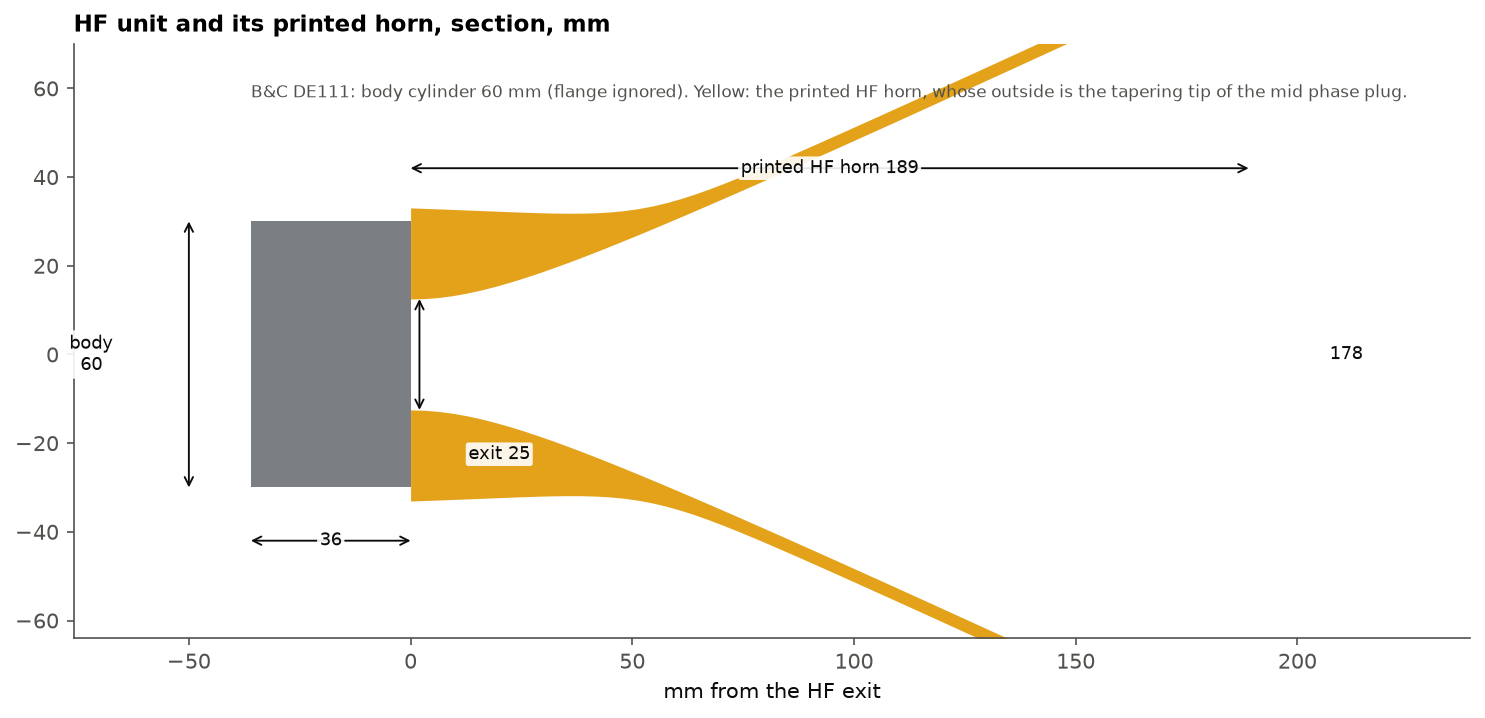 HF unit and its printed horn, section, mm
B&C DE111: body cylinder 60 mm (flange ignored). Yellow: the printed HF horn, whose outside is the tapering tip of the mid phase plug.
printed HF horn 189
body
60
178
exit 25
36
60
40
20
0
−20
−40
−60
−50
0
50
100
150
200
mm from the HF exit